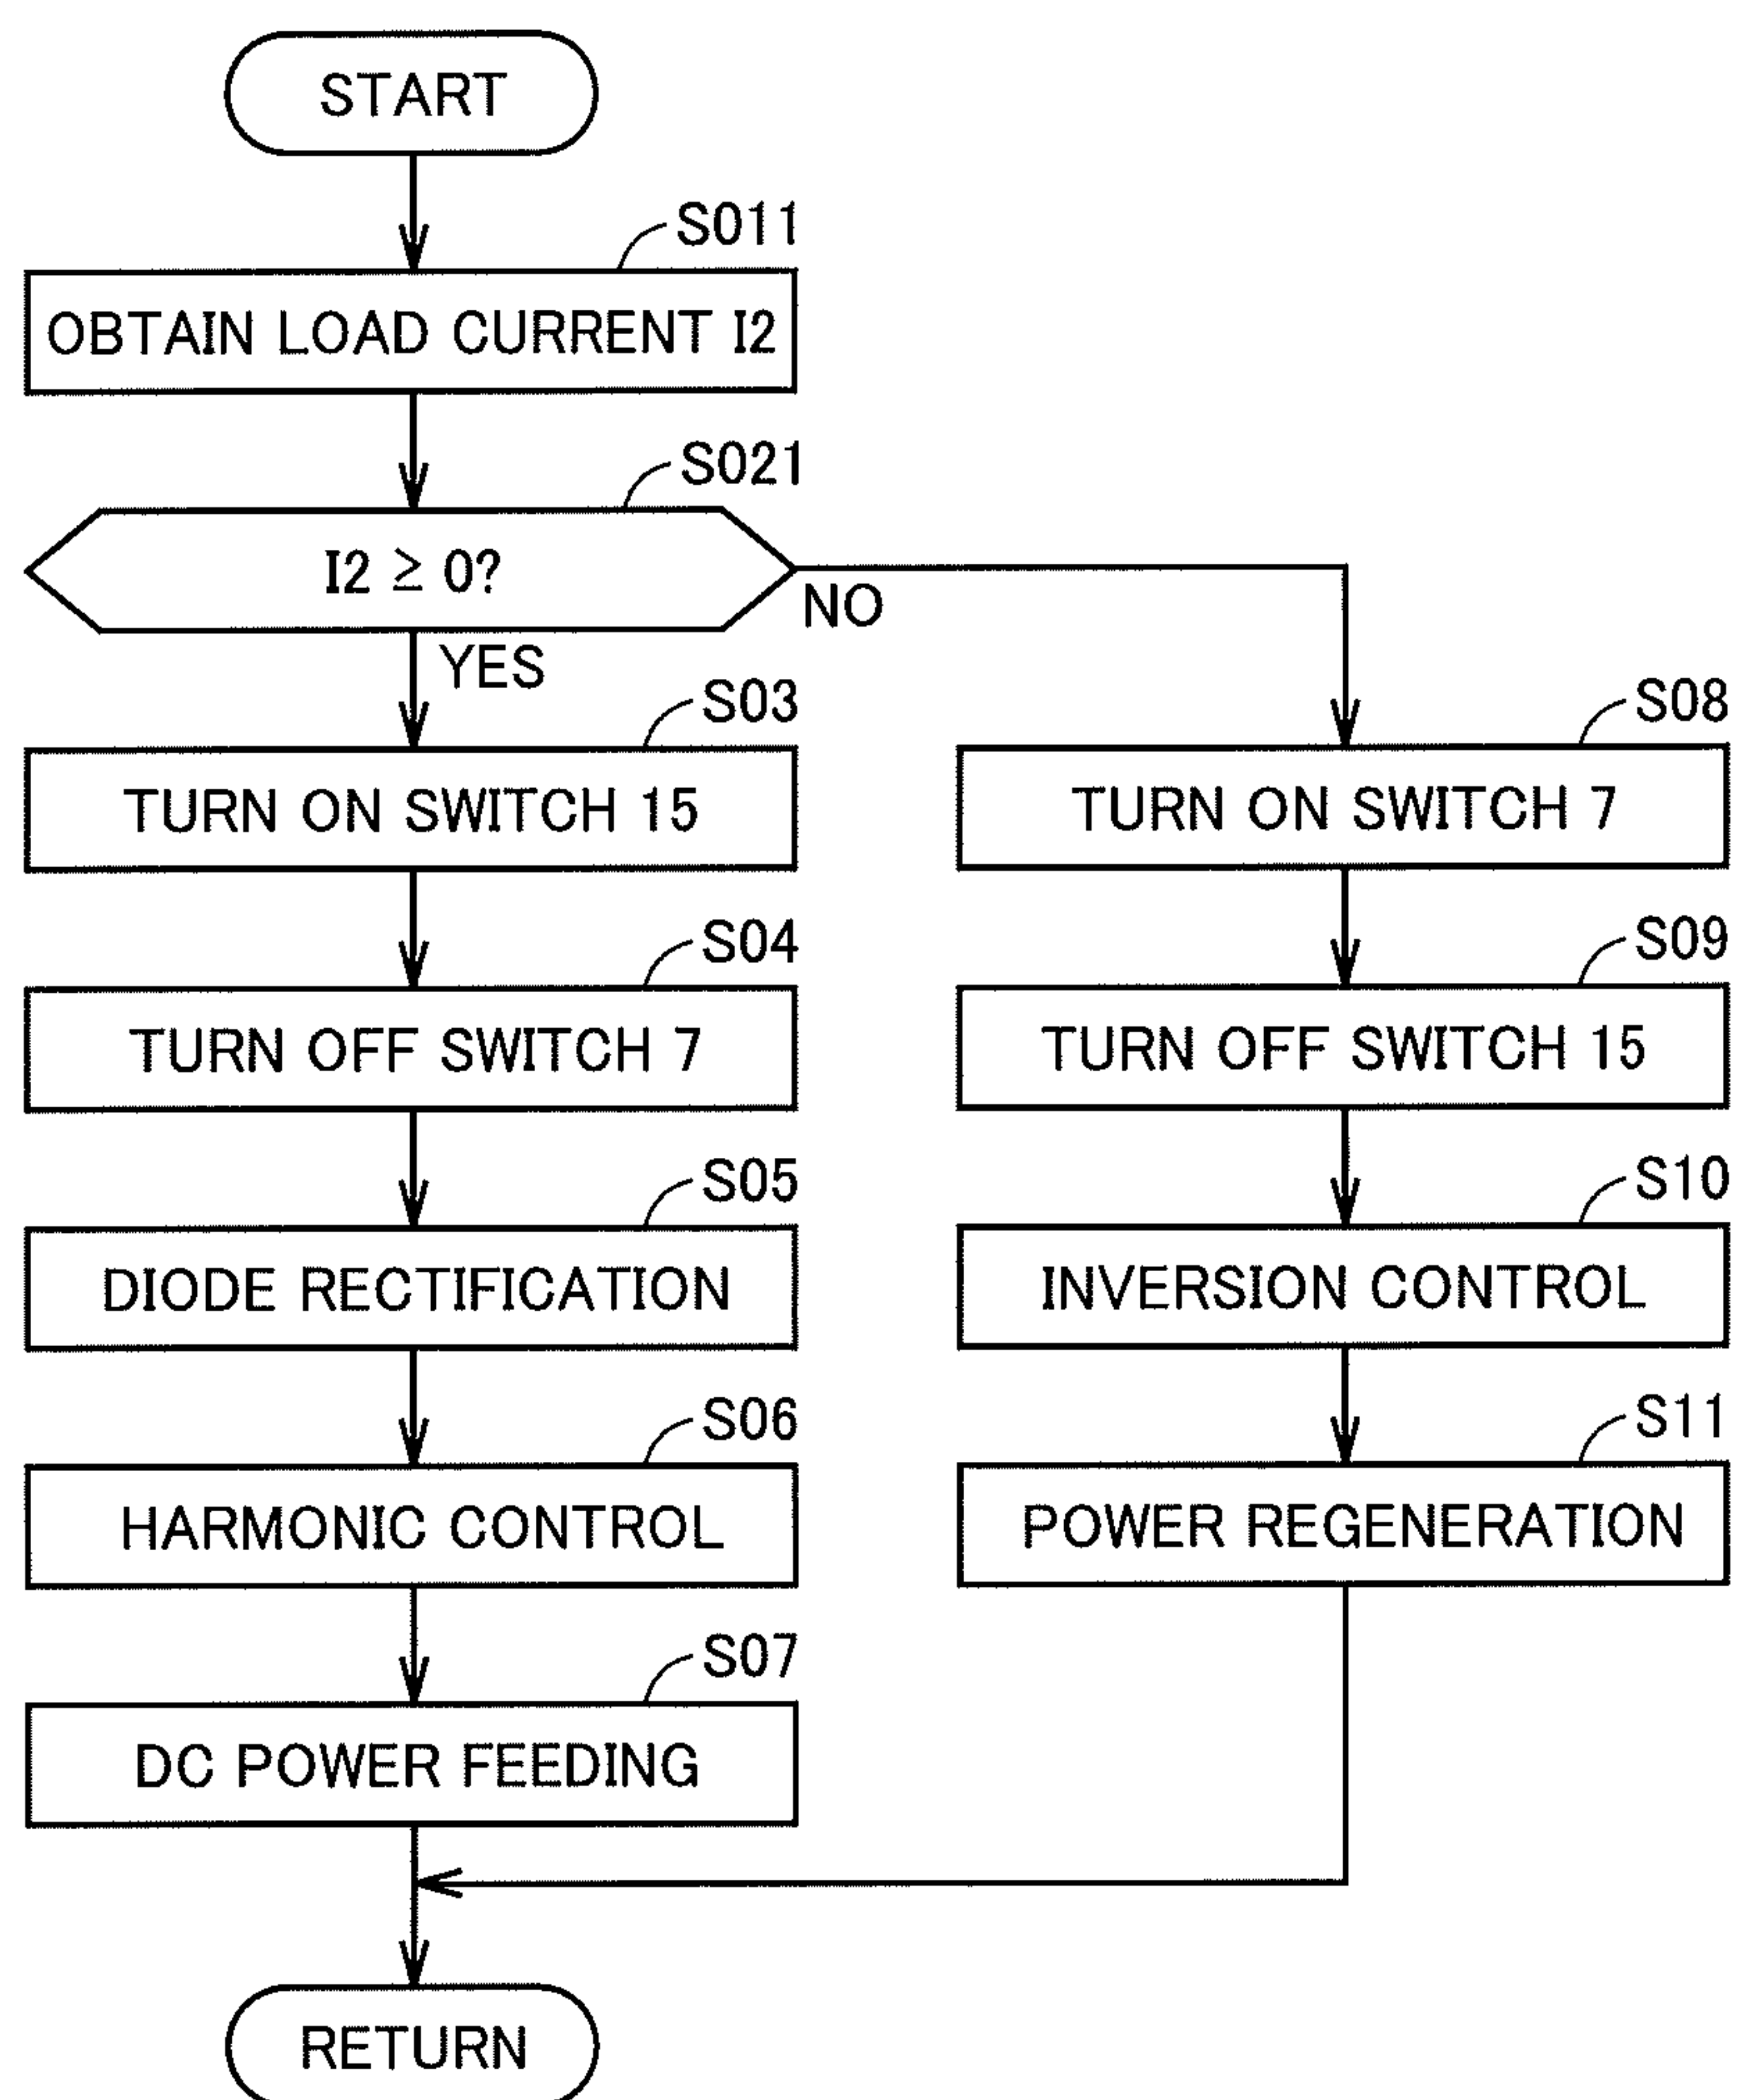 START
S011
OBTAIN LOAD CURRENT I2
S021
I2 ≧ 0?
NO
YES
S03
TURN ON SWITCH 15
S04
TURN OFF SWITCH 7
S05
DIODE RECTIFICATION
S06
HARMONIC CONTROL
S07
DC POWER FEEDING
S08
TURN ON SWITCH 7
S09
TURN OFF SWITCH 15
S10
INVERSION CONTROL
S11
POWER REGENERATION
RETURN